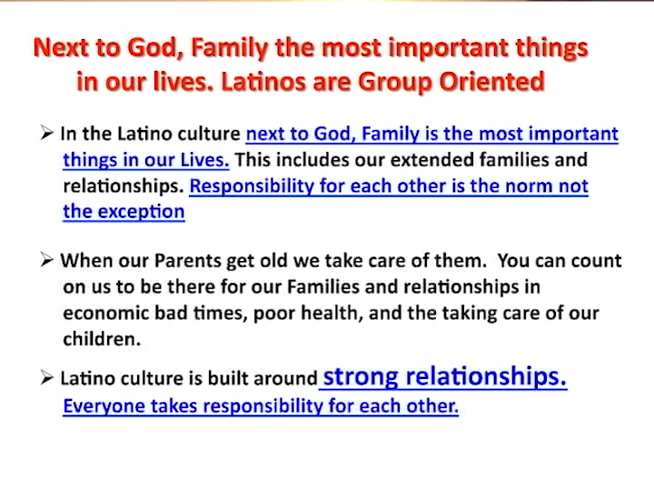 Next to God, Family the most important things
in our lives. Latinos are Group Oriented
➢ In the Latino culture next to God, Family is the most important
things in our Lives. This includes our extended families and
relationships. Responsibility for each other is the norm not
the exception
➢ When our Parents get old we take care of them. You can count
on us to be there for our Families and relationships in
economic bad times, poor health, and the taking care of our
children.
➢ Latino culture is built around strong relationships.
Everyone takes responsibility for each other.